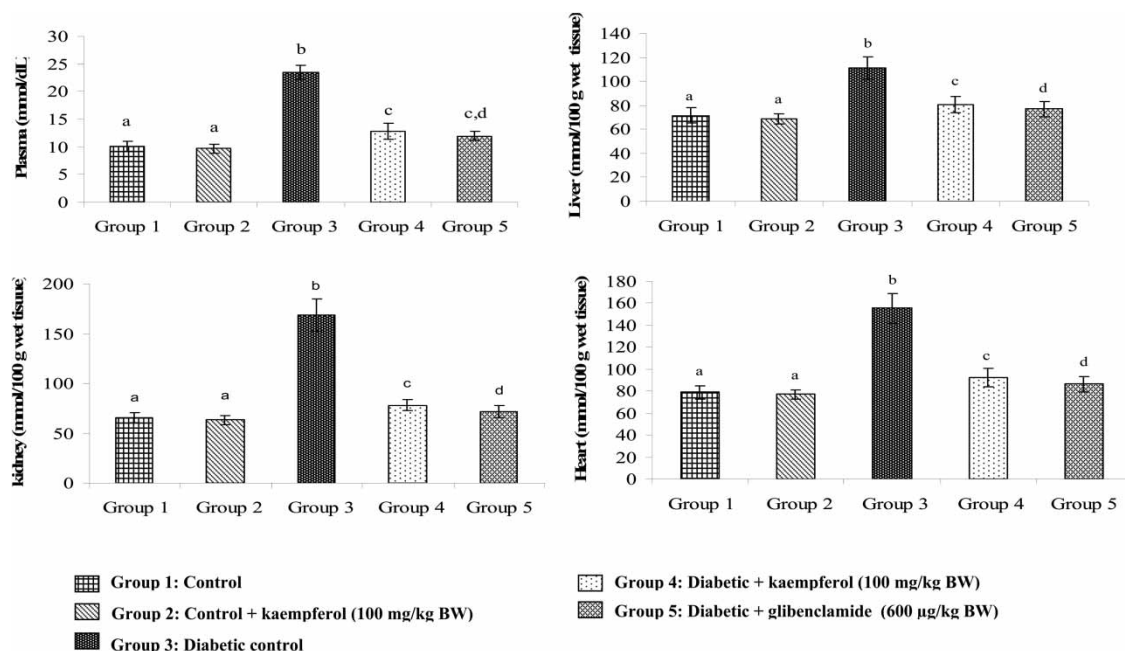 Plasma (mmol/dL)
30
25
20
15
10
5
0
a
a
b
c
c,d
Group 1 Group 2 Group 3 Group 4 Group 5
Liver (mmol/100 g wet tissue)
140
120
100
80
60
40
20
0
a
a
b
c
d
Group 1 Group 2 Group 3 Group 4 Group 5
kidney (mmol/100 g wet tissue)
200
150
100
50
0
a
a
b
c
d
Group 1 Group 2 Group 3 Group 4 Group 5
Heart (mmol/100 g wet tissue)
180
160
140
120
100
80
60
40
20
0
a
a
b
c
d
Group 1 Group 2 Group 3 Group 4 Group 5
Group 1: Control
Group 2: Control + kaempferol (100 mg/kg BW)
Group 3: Diabetic control
Group 4: Diabetic + kaempferol (100 mg/kg BW)
Group 5: Diabetic + glibenclamide (600 µg/kg BW)